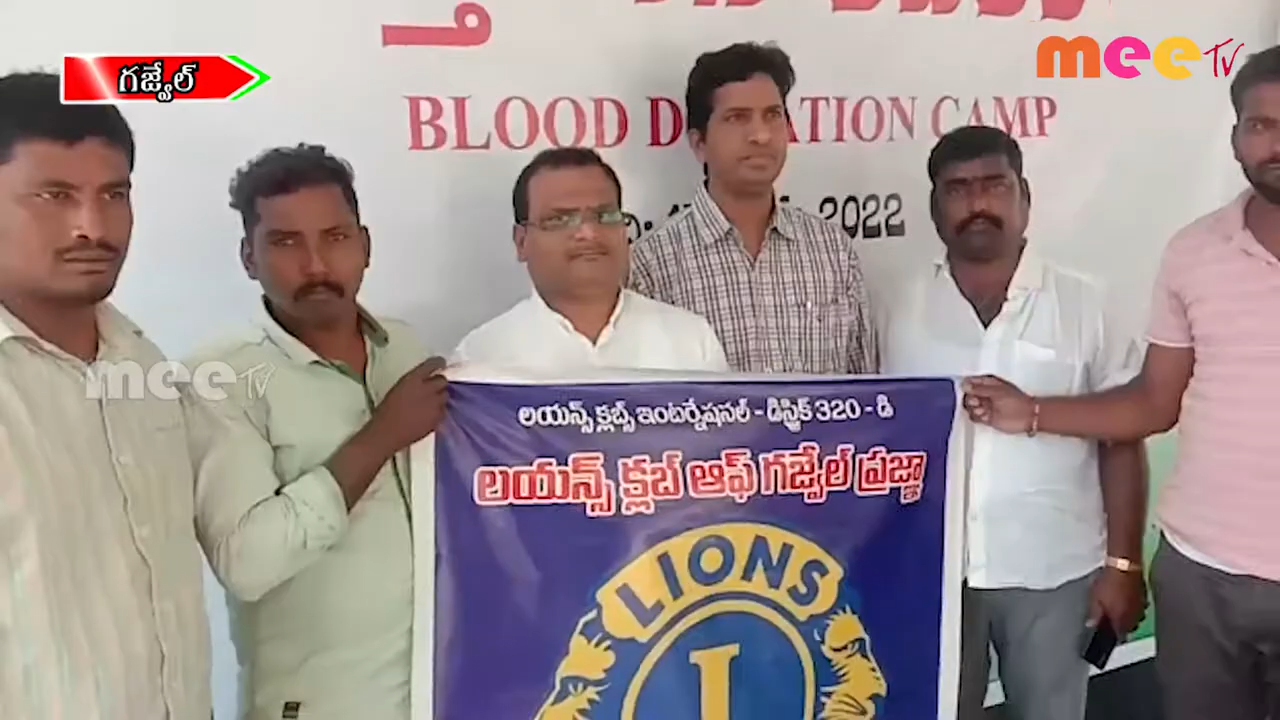 గజ్వేల్
mee TV
BLOOD DONATION CAMP
2022
mee TV
లయన్స్ క్లబ్స్ ఇంటర్నేషనల్ - డిస్ట్రిక్ 320 - డి
లయన్స్ క్లబ్ ఆఫ్ గజ్వేల్ ప్రజ్ఞా
LIONS
L